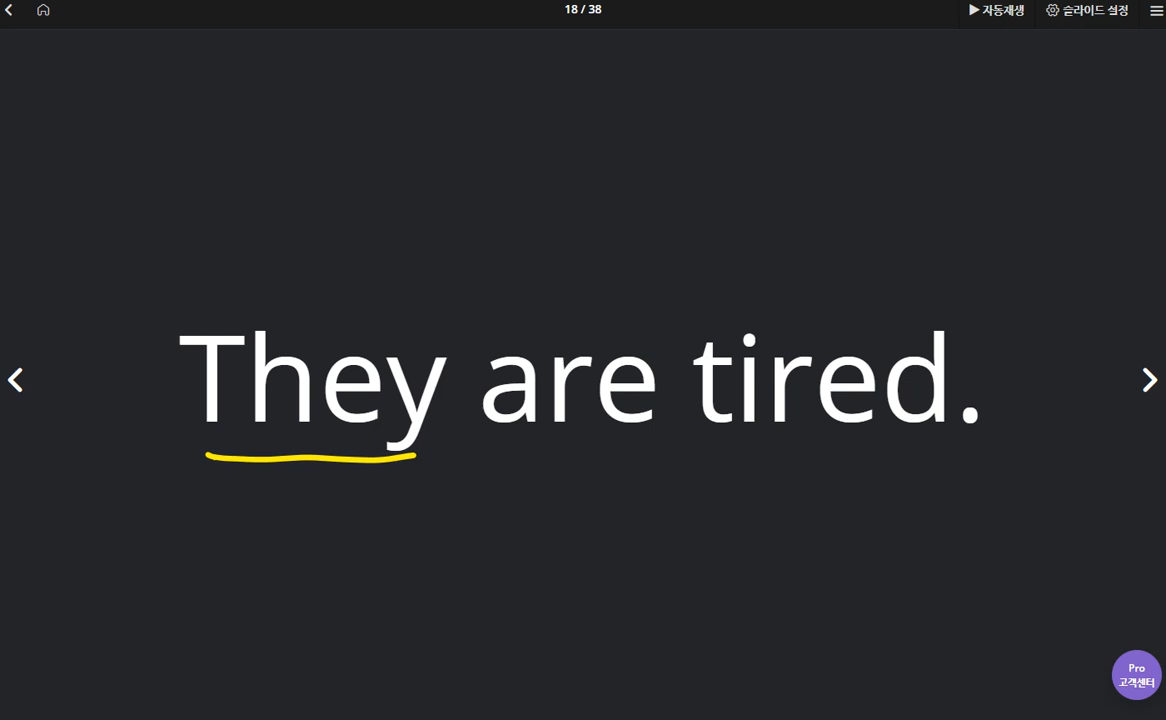 18 / 38
▶ 자동재생
슬라이드 설정
They are tired.
Pro
고객센터